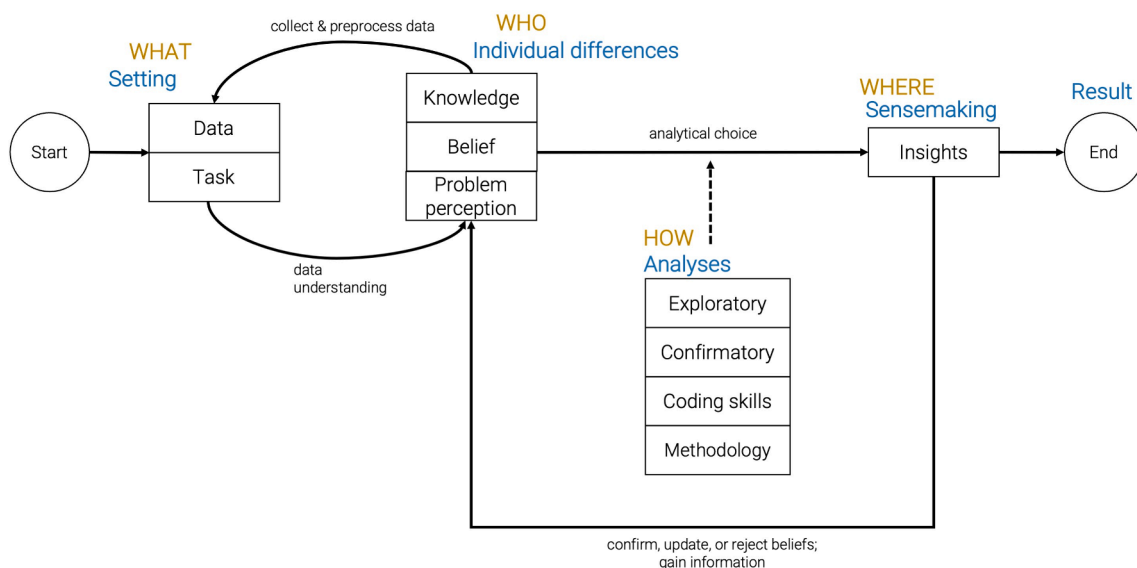 collect & preprocess data
WHAT
Setting
WHO
Individual differences
Start
Data
Task
Knowledge
Belief
Problem
perception
data
understanding
analytical choice
HOW
Analyses
Exploratory
Confirmatory
Coding skills
Methodology
WHERE
Sensemaking
Insights
Result
End
confirm, update, or reject beliefs;
gain information